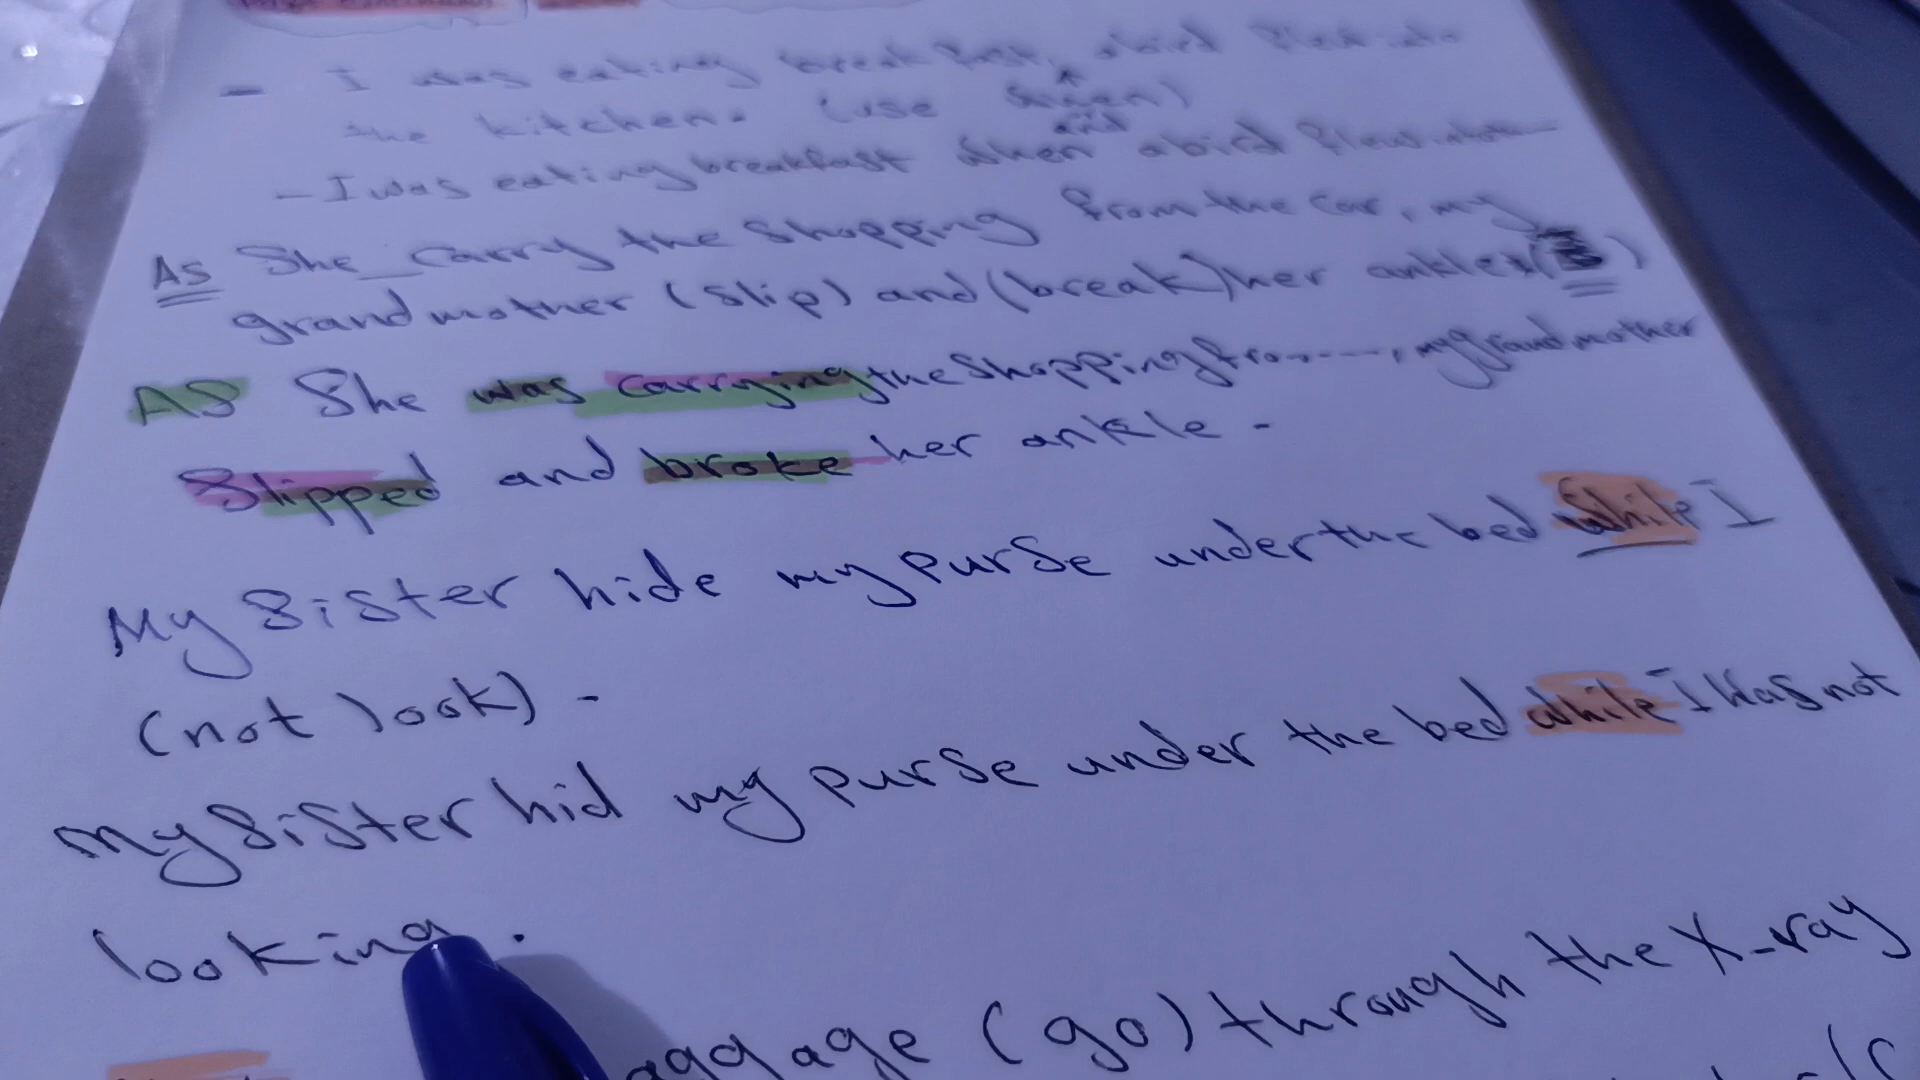 - I was eating breakfast, a bird flew into
the kitchen. (use when)
and
- I was eating breakfast when a bird flew into
As She _ carry the Shopping from the car, my
grandmother (Slip) and (break) her ankle
As She was carrying the Shopping fro......, my grandmother
Slipped and broke her ankle -
My Sister hide my purse under the bed while I
(not look) -
My Sister hid my purse under the bed while I was not
looking.
(go) through the X-ray